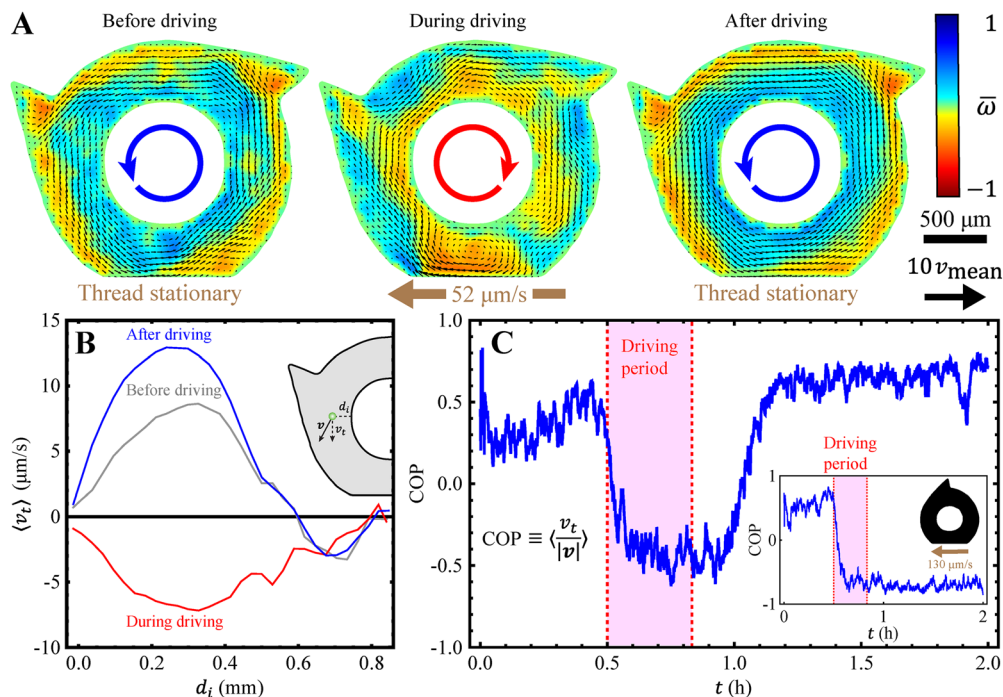 A
Before driving
During driving
After driving
1
ω̅
−1
500 μm
10 v_mean
Thread stationary
52 μm/s
Thread stationary
B
After driving
Before driving
During driving
d_i
v
v_t
⟨v_t⟩ (μm/s)
15
10
5
0
-5
-10
0.0
0.2
0.4
0.6
0.8
d_i (mm)
C
Driving
period
COP
1.0
0.5
0.0
-0.5
-1.0
COP ≡ ⟨v_t/|v|⟩
0.0
0.5
1.0
1.5
2.0
t (h)
Driving
period
COP
1
0
-1
130 μm/s
0
1
2
t (h)